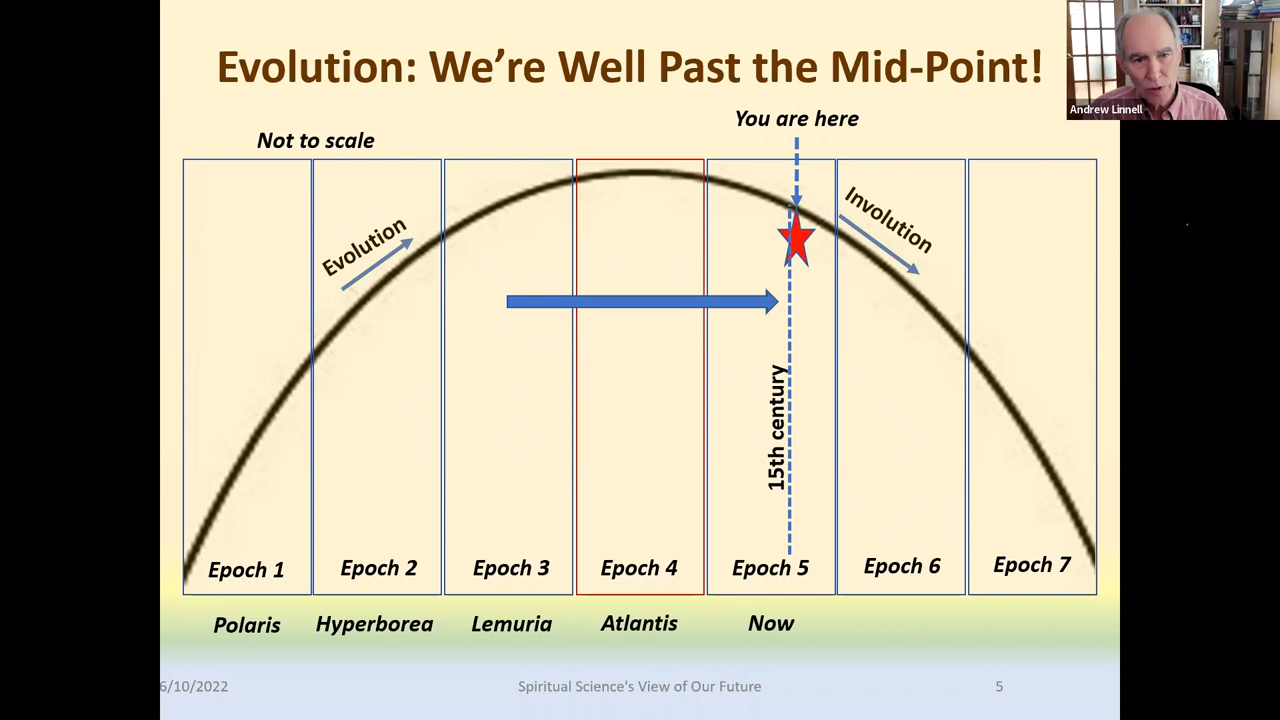 Evolution: We're Well Past the Mid-Point!
Andrew Linnell
You are here
Not to scale
Evolution
Involution
15th century
Epoch 1
Epoch 2
Epoch 3
Epoch 4
Epoch 5
Epoch 6
Epoch 7
Polaris
Hyperborea
Lemuria
Atlantis
Now
6/10/2022
Spiritual Science's View of Our Future
5